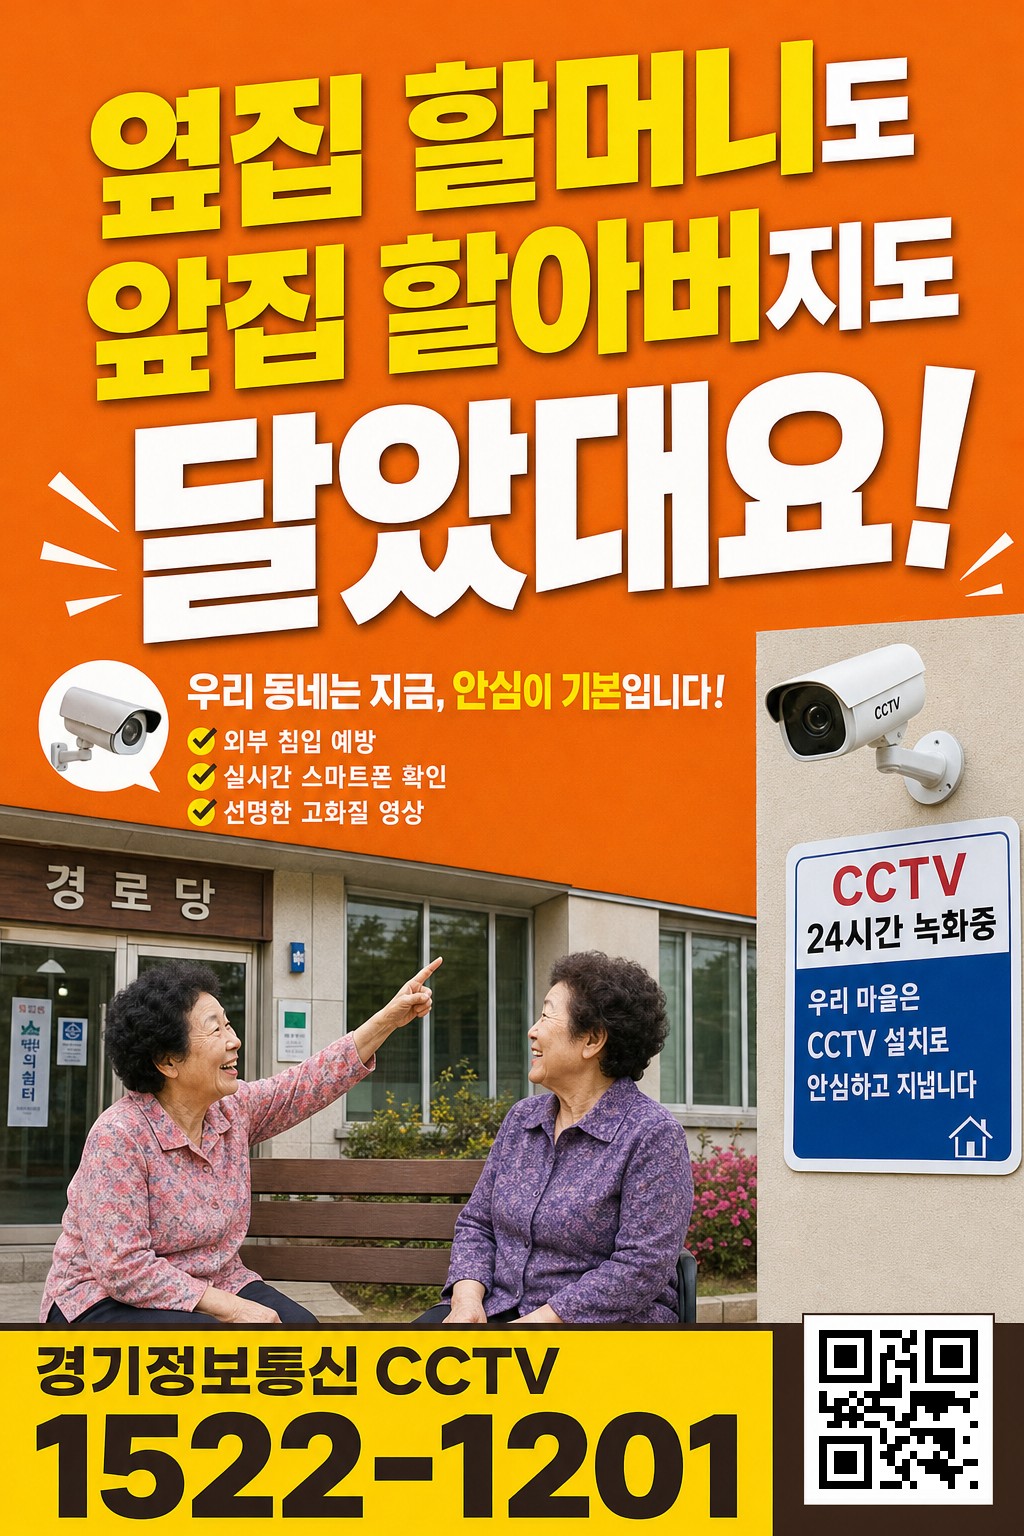 옆집 할머니도
앞집 할아버지도
달았대요!
우리 동네는 지금, 안심이 기본입니다!
외부 침입 예방
실시간 스마트폰 확인
선명한 고화질 영상
CCTV
CCTV
24시간 녹화중
우리 마을은
CCTV 설치로
안심하고 지냅니다
경로당
의쉼터
경기정보통신 CCTV
1522-1201